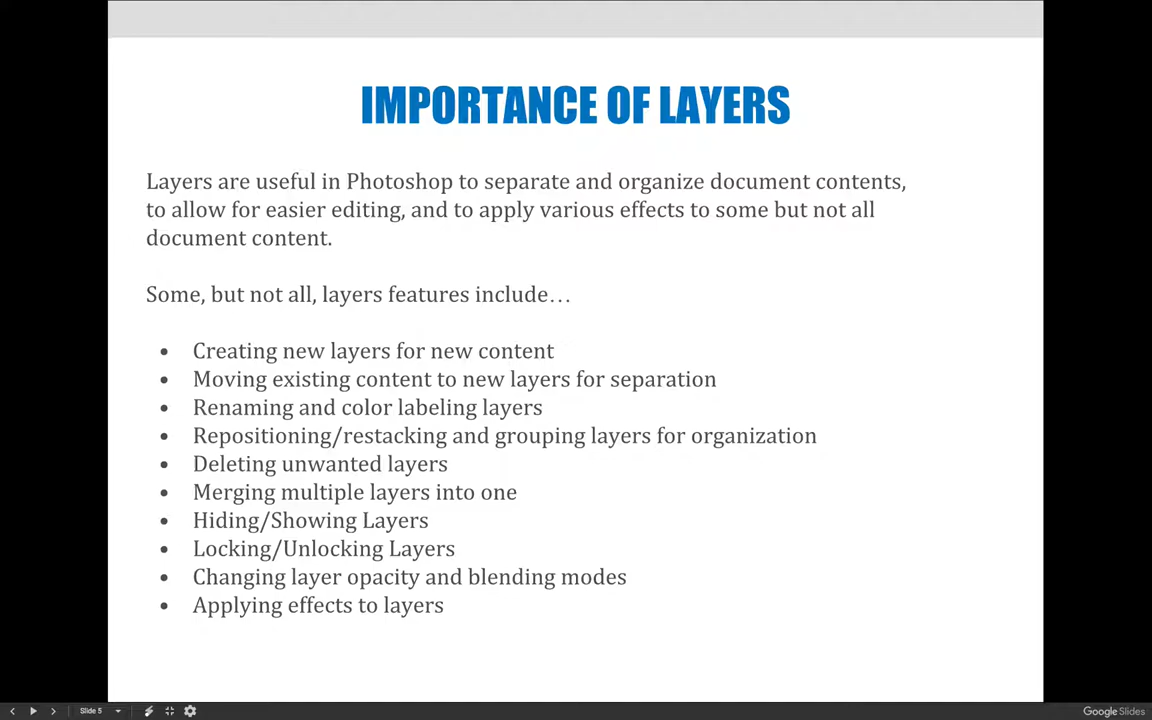 IMPORTANCE OF LAYERS
Layers are useful in Photoshop to separate and organize document contents,
to allow for easier editing, and to apply various effects to some but not all
document content.
Some, but not all, layers features include…
• Creating new layers for new content
• Moving existing content to new layers for separation
• Renaming and color labeling layers
• Repositioning/restacking and grouping layers for organization
• Deleting unwanted layers
• Merging multiple layers into one
• Hiding/Showing Layers
• Locking/Unlocking Layers
• Changing layer opacity and blending modes
• Applying effects to layers
Slide 5
Google Slides